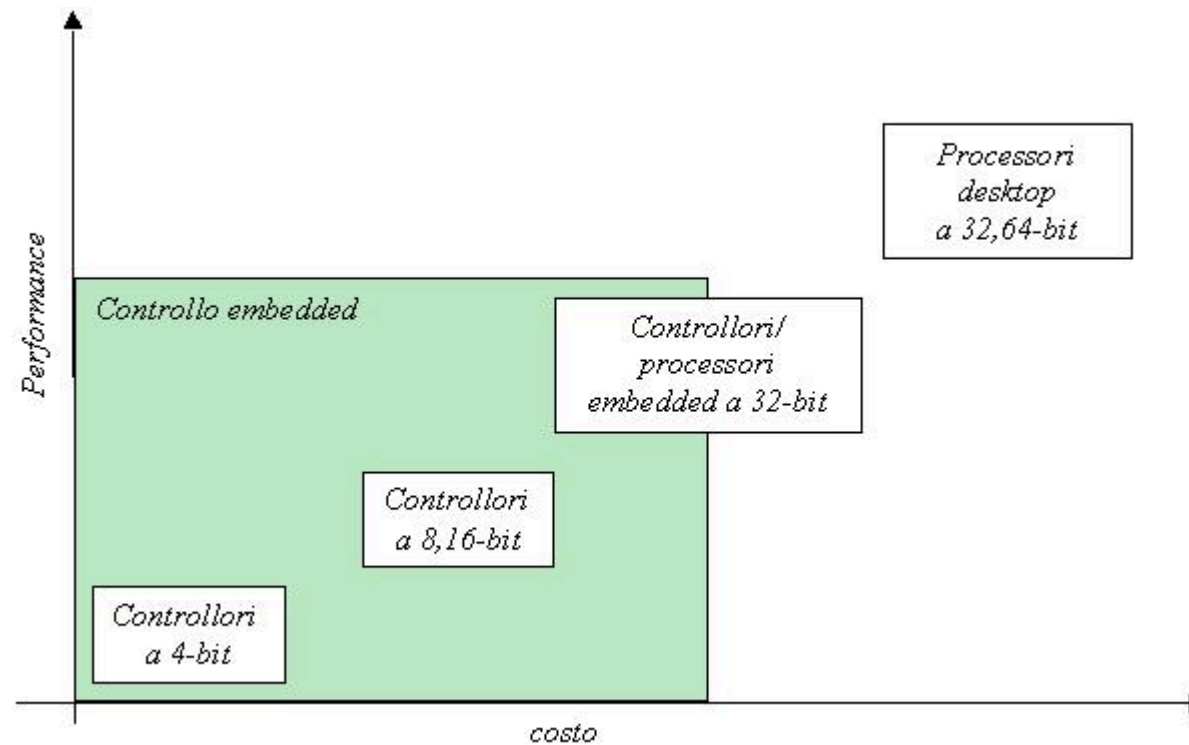 Processori
desktop
a 32,64-bit
Performance
Controllo embedded
Controllori/
processori
embedded a 32-bit
Controllori
a 8,16-bit
Controllori
a 4-bit
costo